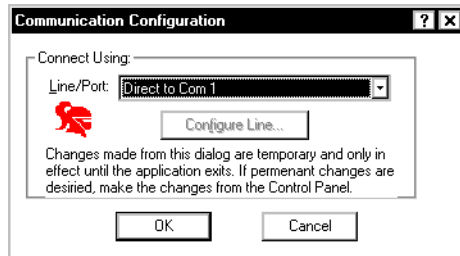 Communication Configuration
Connect Using:
Line/Port: Direct to Com 1
Configure Line...
Changes made from this dialog are temporary and only in
effect until the application exits. If permenant changes are
desiried, make the changes from the Control Panel.
OK Cancel